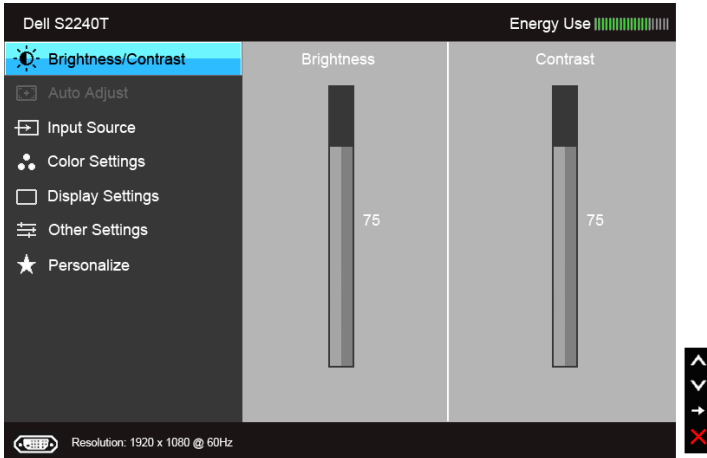 Dell S2240T
Energy Use
Brightness/Contrast
Brightness
Contrast
Auto Adjust
Input Source
Color Settings
Display Settings
75
75
Other Settings
Personalize
Resolution: 1920 x 1080 @ 60Hz